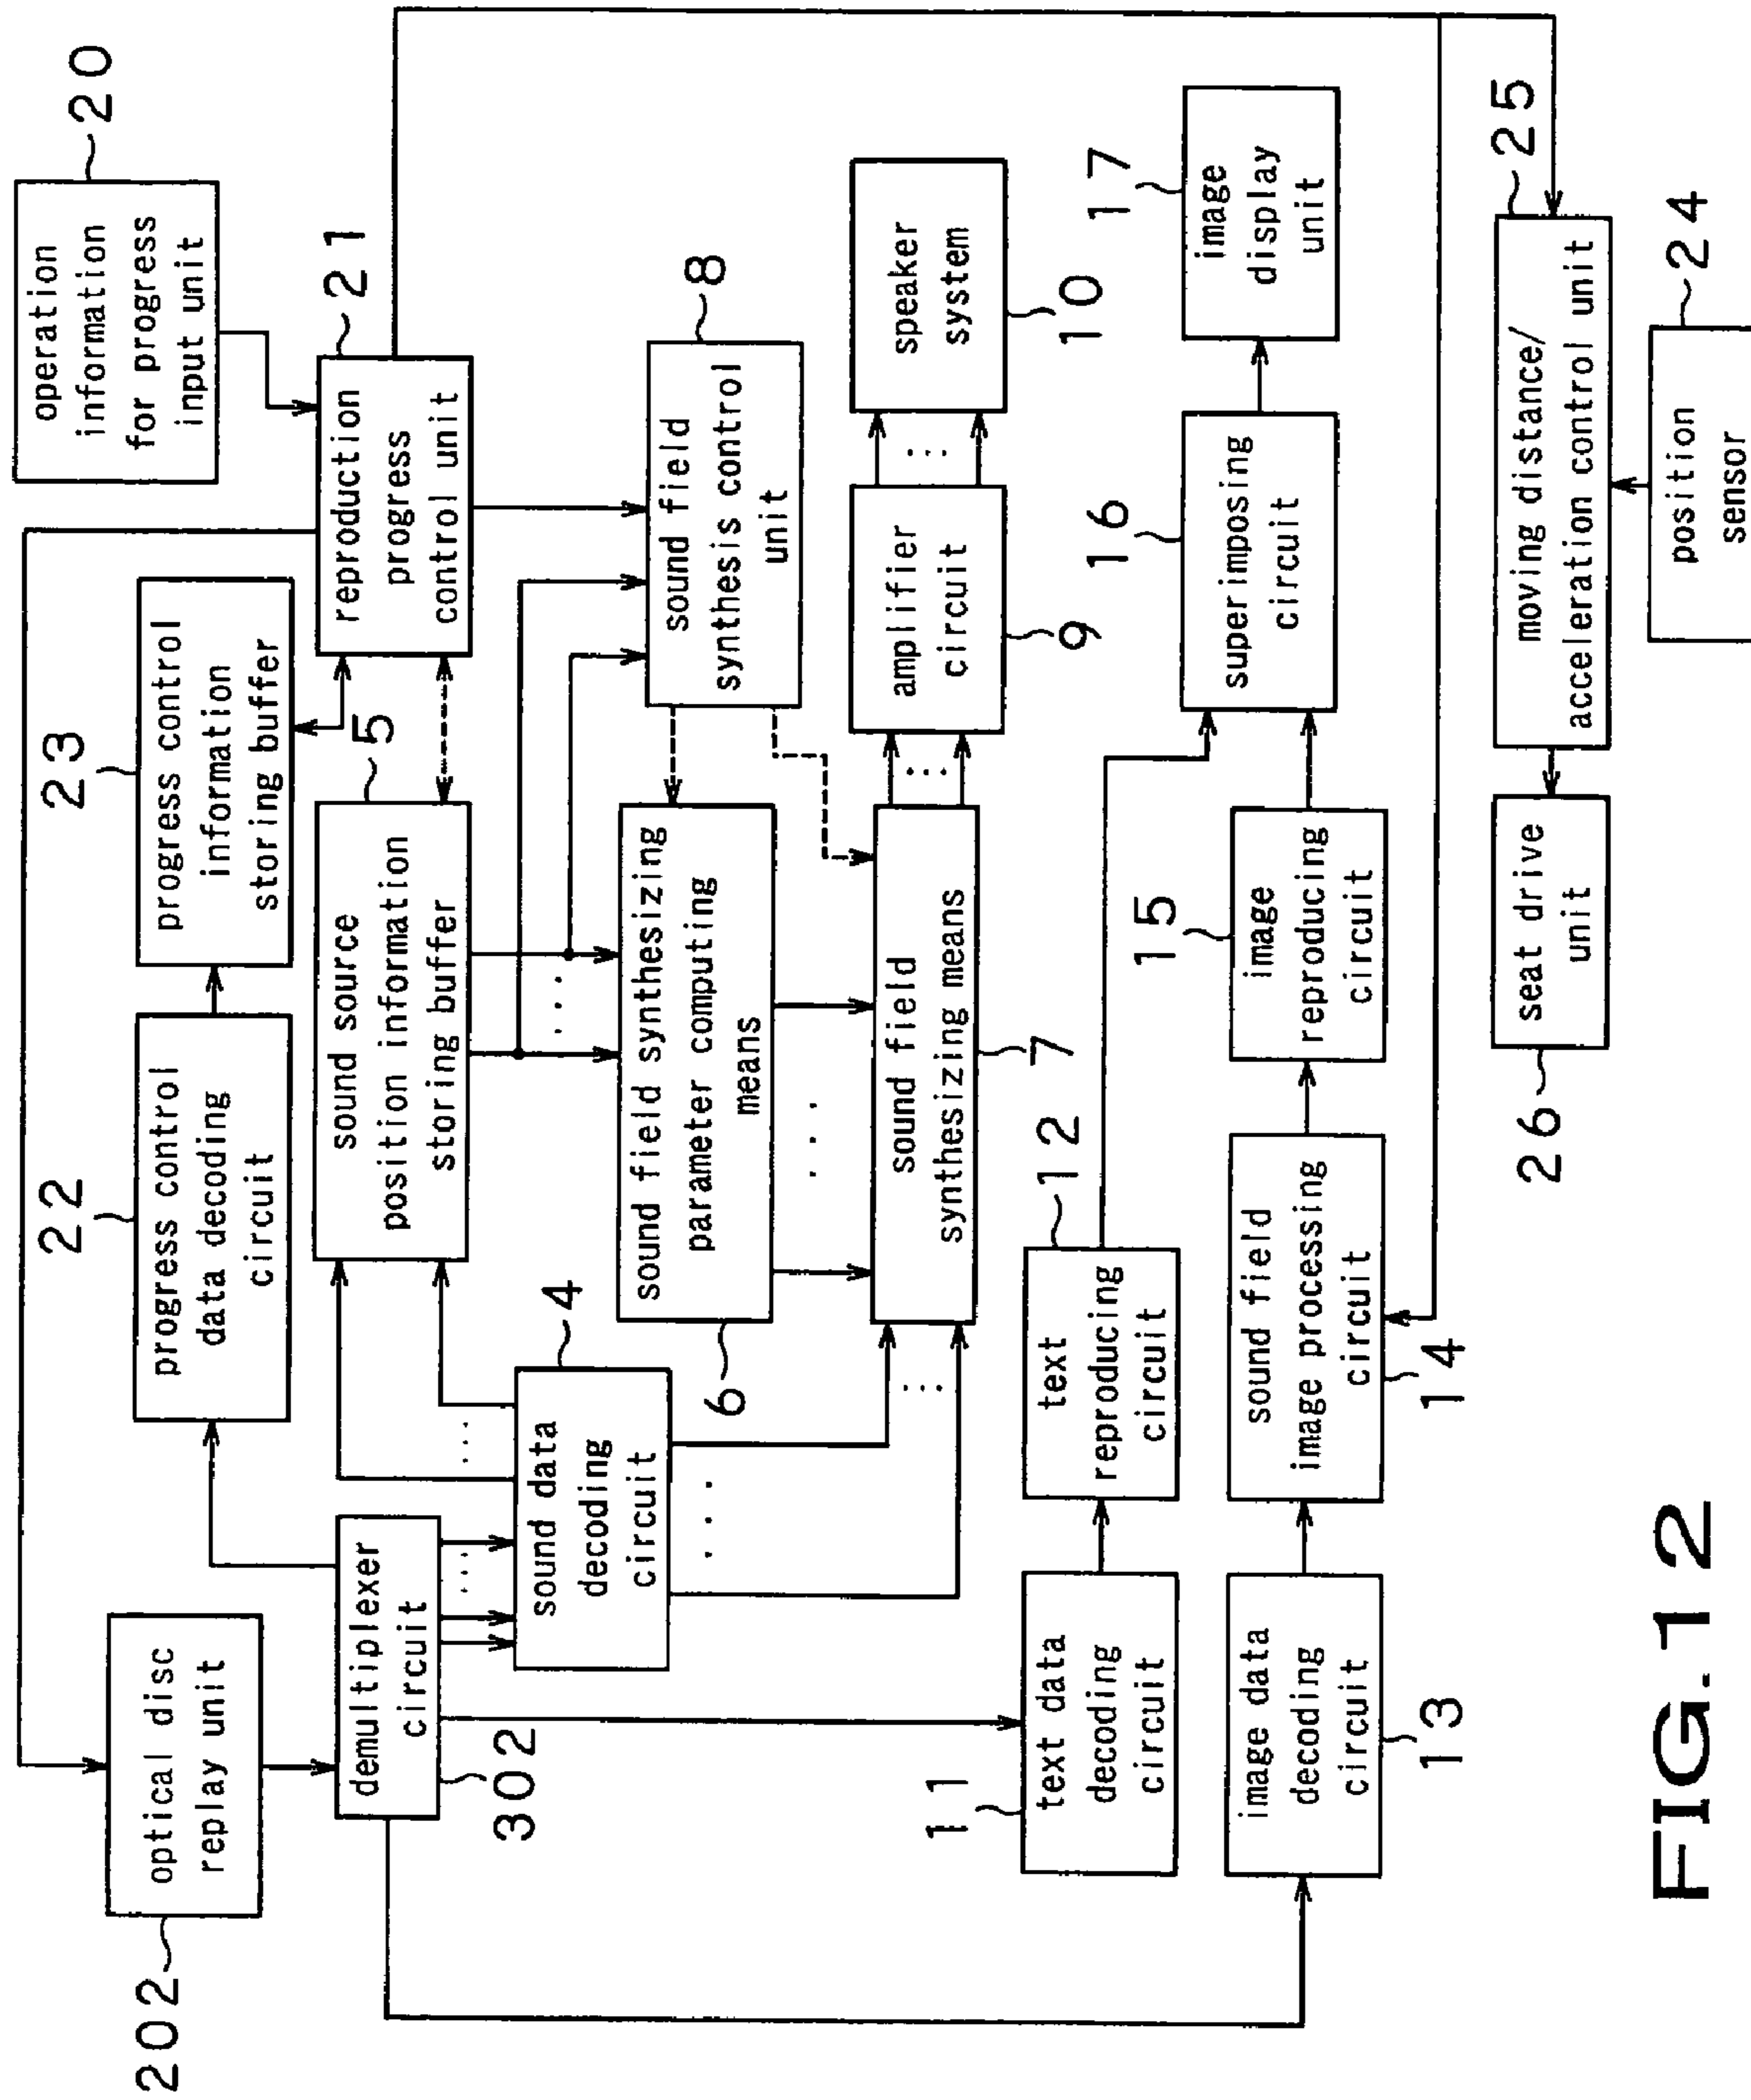 202
optical disc
replay unit
22
progress control
data decoding
circuit
23
progress control
information
storing buffer
20
operation
information
for progress
input unit
demultiplexer
circuit
302
sound source
position information
storing buffer
5
reproduction
progress
control unit
21
sound data
decoding
circuit
4
sound field synthesizing
parameter computing
means
6
sound field
synthesis control
unit
8
sound field
synthesizing means
7
amplifier
circuit
9
speaker
system
10
11
text data
decoding
circuit
text
reproducing
circuit
12
image data
decoding
circuit
13
sound field
image processing
circuit
14
15
image
reproducing
circuit
16
superimposing
circuit
17
image
display
unit
26
seat drive
unit
moving distance/
acceleration control unit
25
position
sensor
24
FIG.12